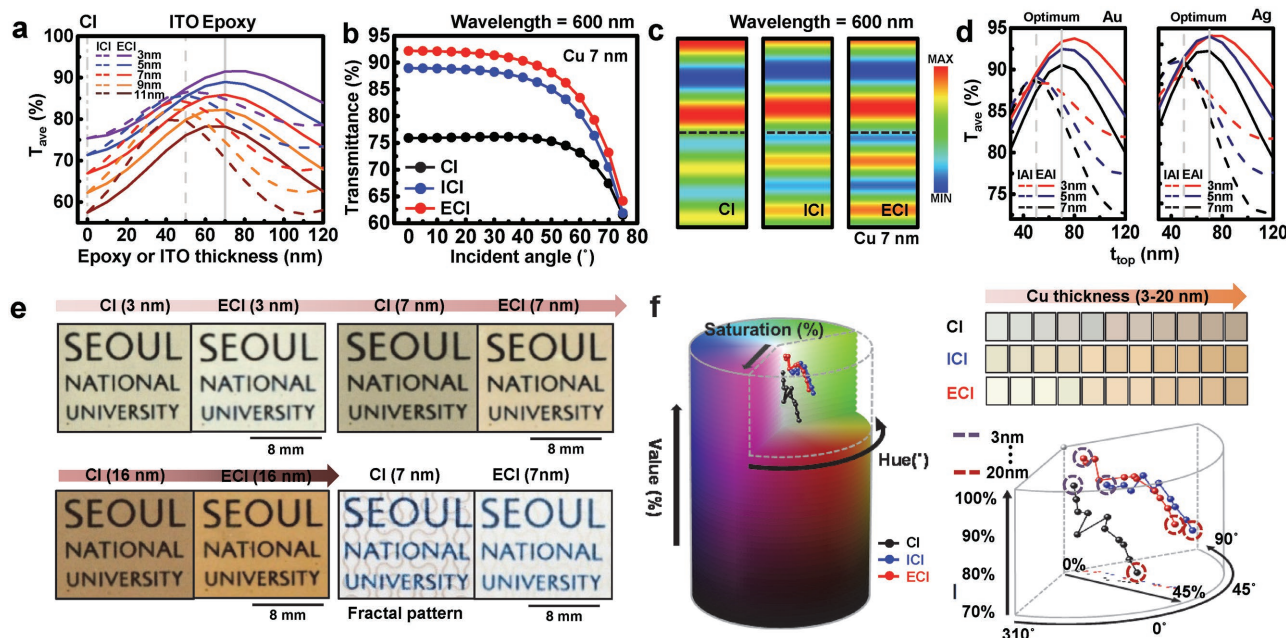 a
CI
ITO Epoxy
ICI ECI
3nm
5nm
7nm
9nm
11nm
T_ave (%)
100
90
80
70
60
0 20 40 60 80 100 120
Epoxy or ITO thickness (nm)
b
Wavelength = 600 nm
Cu 7 nm
Transmittance (%)
95
90
85
80
75
70
65
60
CI
ICI
ECI
0 10 20 30 40 50 60 70 80
Incident angle (°)
c
Wavelength = 600 nm
CI
ICI
ECI
MAX
MIN
Cu 7 nm
d
Optimum
Au
Optimum
Ag
T_ave (%)
95
90
85
80
75
IAI EAI
3nm
5nm
7nm
IAI EAI
3nm
5nm
7nm
40 80 120
40 80 120
t_top (nm)
e
CI (3 nm)
ECI (3 nm)
CI (7 nm)
ECI (7 nm)
SEOUL
NATIONAL
UNIVERSITY
SEOUL
NATIONAL
UNIVERSITY
SEOUL
NATIONAL
UNIVERSITY
SEOUL
NATIONAL
UNIVERSITY
8 mm
8 mm
CI (16 nm)
ECI (16 nm)
CI (7 nm)
ECI (7nm)
SEOUL
NATIONAL
UNIVERSITY
SEOUL
NATIONAL
UNIVERSITY
SEOUL
NATIONAL
UNIVERSITY
SEOUL
NATIONAL
UNIVERSITY
8 mm
Fractal pattern
8 mm
f
Saturation (%)
Value (%)
Hue(°)
CI
ICI
ECI
Cu thickness (3-20 nm)
CI
ICI
ECI
3nm
20nm
100%
90%
80%
70%
0%
45%
90°
45°
0°
310°